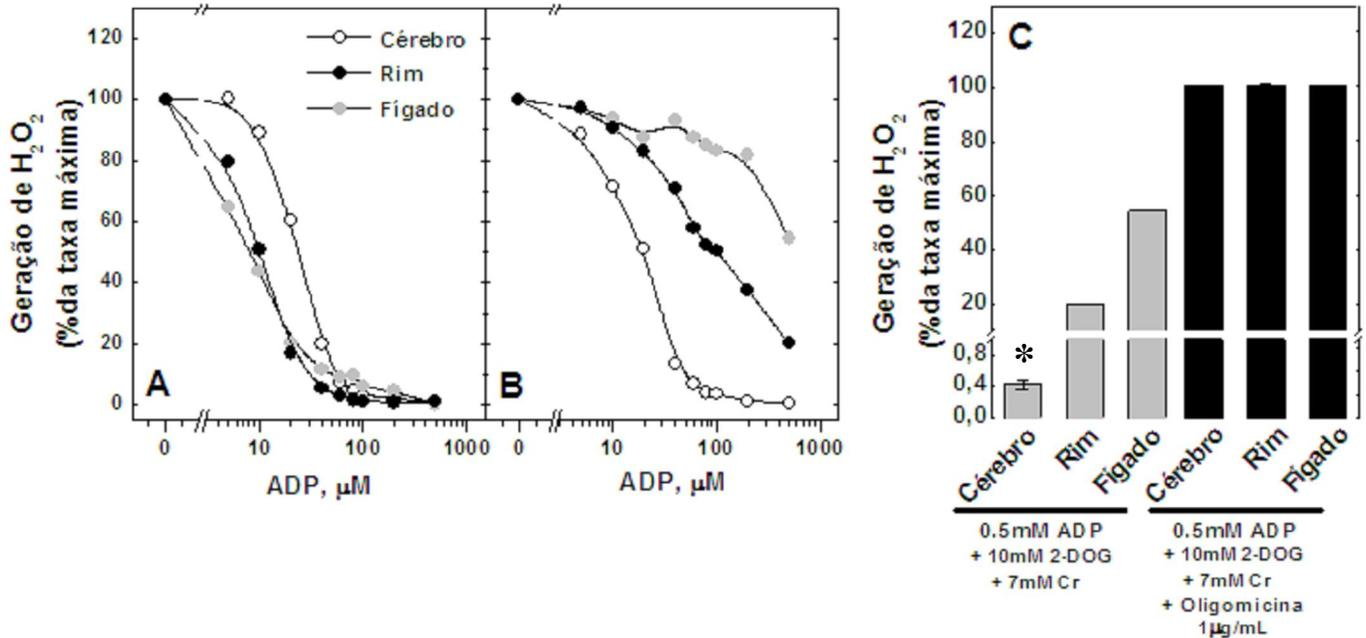 Geração de H₂O₂
(%da taxa máxima)
120
100
80
60
40
20
0
Cérebro
Rim
Fígado
A
0 10 100 1000
ADP, μM
B
0 10 100 1000
ADP, μM
Geração de H₂O₂
(%da taxa máxima)
120
100
80
60
40
20
0,8
0,4
0,0
C
*
Cérebro
Rim
Fígado
Cérebro
Rim
Fígado
0.5mM ADP
+ 10mM 2-DOG
+ 7mM Cr
0.5mM ADP
+ 10mM 2-DOG
+ 7mM Cr
+ Oligomicina
1μg/mL